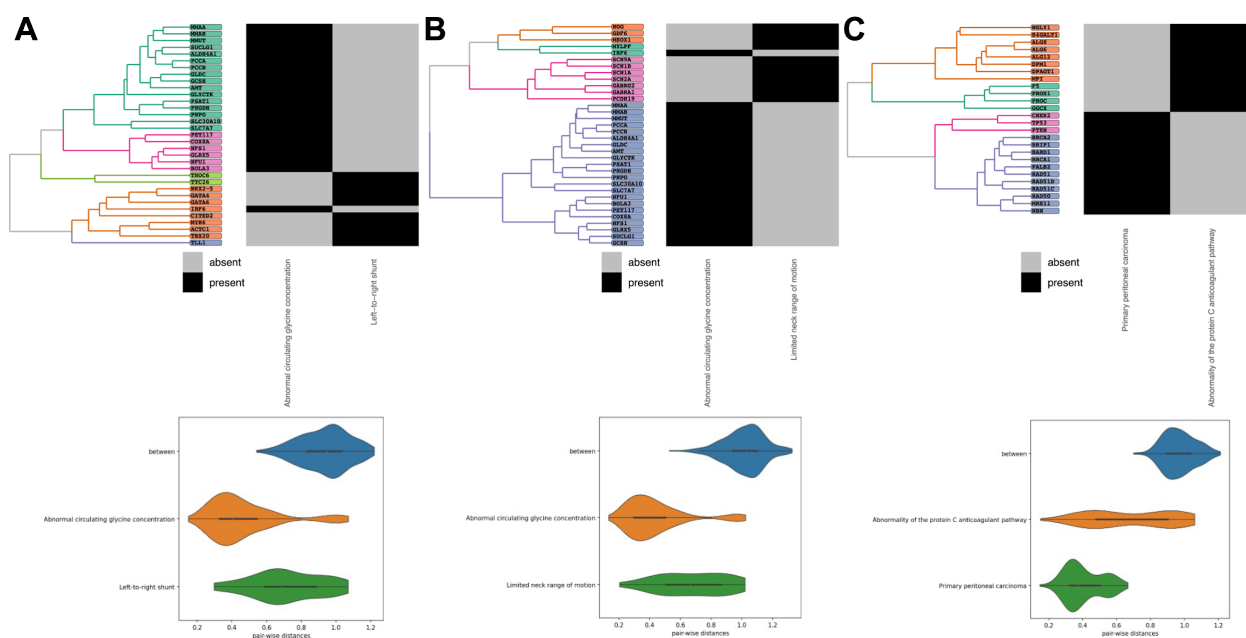 A
MMAA
MMAB
MMUT
SUCLG1
ALDH4A1
PCCA
PCCB
GLDC
GCSH
AMT
GLYCTK
PSAT1
PHGDH
PNPO
SLC30A10
SLC7A7
PET117
COX8A
NFS1
GLRX5
NFU1
BOLA3
THOC6
TTC26
NKX2-5
GATA4
GATA6
IRF6
CITED2
MYH6
ACTC1
TBX20
TLL1
absent
present
Abnormal circulating glycine concentration
Left-to-right shunt
B
NOG
GDF6
MEOX1
MYLPF
IRF6
SCN9A
SCN1B
SCN1A
SCN2A
GABRG2
GABRA1
PCDH19
MMAA
MMAB
MMUT
PCCA
PCCB
ALDH4A1
GLDC
AMT
GLYCTK
PSAT1
PHGDH
PNPO
SLC30A10
SLC7A7
NFU1
BOLA3
PET117
COX8A
NFS1
GLRX5
SUCLG1
GCSH
absent
present
Abnormal circulating glycine concentration
Limited neck range of motion
C
NGLY1
B4GALT1
ALG8
ALG6
ALG12
DPM1
DPAGT1
MPI
F5
PROS1
PROC
GGCX
CHEK2
TP53
PTEN
BRCA2
BRIP1
BARD1
BRCA1
PALB2
RAD51
RAD51D
RAD51C
RAD50
MRE11
NBN
absent
present
Primary peritoneal carcinoma
Abnormality of the protein C anticoagulant pathway
between
Abnormal circulating glycine concentration
Left-to-right shunt
0.2 0.4 0.6 0.8 1.0 1.2
pair-wise distances
between
Abnormal circulating glycine concentration
Limited neck range of motion
0.2 0.4 0.6 0.8 1.0 1.2
pair-wise distances
between
Abnormality of the protein C anticoagulant pathway
Primary peritoneal carcinoma
0.2 0.4 0.6 0.8 1.0 1.2
pair-wise distances